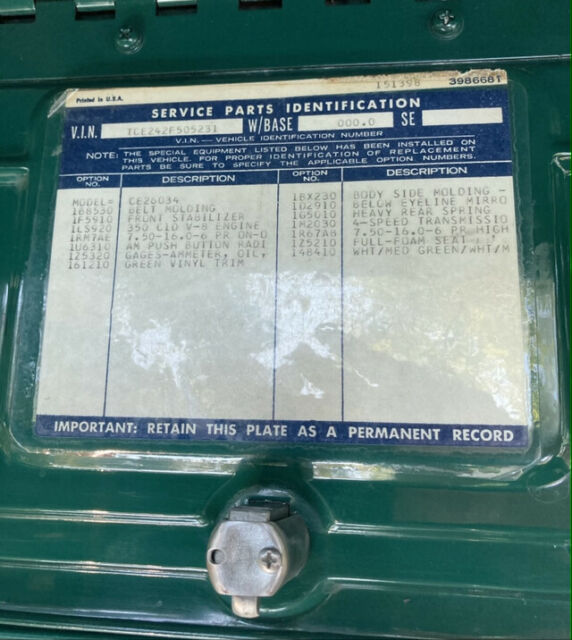 151398 3986681
Printed in U.S.A.
SERVICE PARTS IDENTIFICATION
V.I.N. TCE242F505231 W/BASE 000.0 SE
V.I.N. — VEHICLE IDENTIFICATION NUMBER
NOTE: THE SPECIAL EQUIPMENT LISTED BELOW HAS BEEN INSTALLED ON
THIS VEHICLE. FOR PROPER IDENTIFICATION OF REPLACEMENT
PARTS BE SURE TO SPECIFY THE APPLICABLE OPTION NUMBERS.
OPTION NO. DESCRIPTION OPTION NO. DESCRIPTION
MODEL= CE26034 1BX230 BODY SIDE MOLDING -
1B8530 BELT MOLDING 1D2910 BELOW EYELINE MIRRO
1F5910 FRONT STABILIZER 1G5010 HEAVY REAR SPRING
1LS920 350 CID V-8 ENGINE 1M2030 4-SPEED TRANSMISSIO
1RM7AE 7.50-16.0-6 PR ON-O 1R67A8 7.50-16.0-6 PR HIGH
1U6310 AM PUSH BUTTON RADI 1Z5210 FULL-FOAM SEAT
1Z5320 GAGES-AMMETER, OIL, 148410 WHT/MED GREEN/WHT/M
161210 GREEN VINYL TRIM
IMPORTANT: RETAIN THIS PLATE AS A PERMANENT RECORD